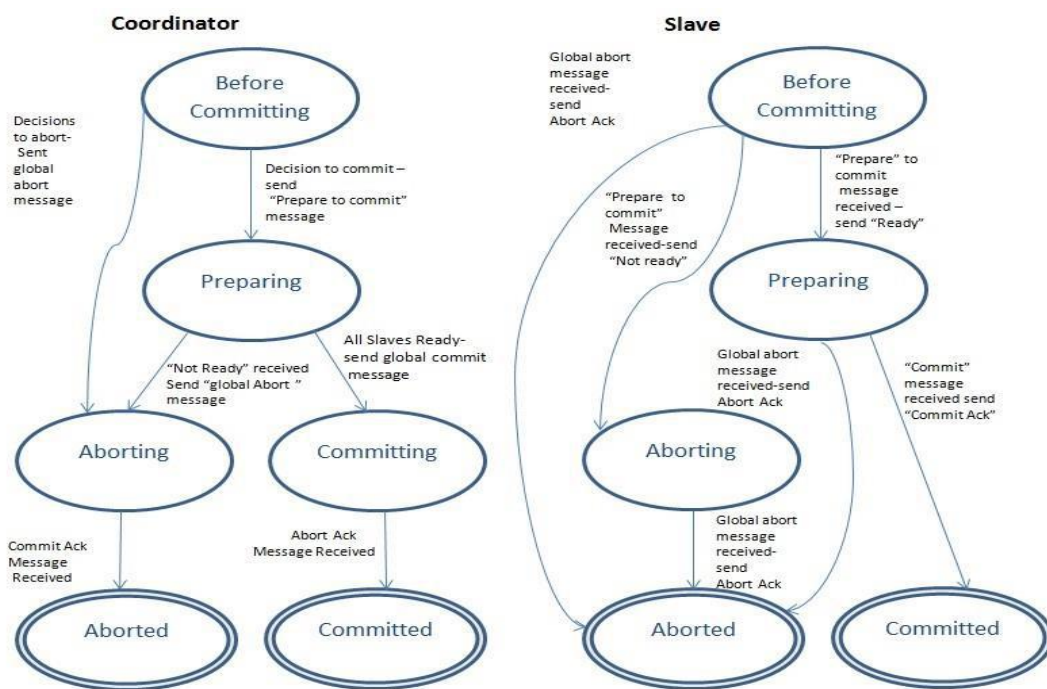 Coordinator
Before
Committing
Decisions
to abort-
Sent
global
abort
message
Decision to commit –
send
“Prepare to commit”
message
Preparing
“Not Ready” received
Send “global Abort ”
message
All Slaves Ready-
send global commit
message
Aborting
Committing
Commit Ack
Message
Received
Abort Ack
Message Received
Aborted
Committed
Slave
Global abort
message
received-
send
Abort Ack
Before
Committing
“Prepare to
commit”
Message
received-send
“Not ready”
“Prepare” to
commit
message
received –
send “Ready”
Preparing
Global abort
message
received-send
Abort Ack
“Commit”
message
received send
“Commit Ack”
Aborting
Global abort
message
received-
send
Abort Ack
Aborted
Committed